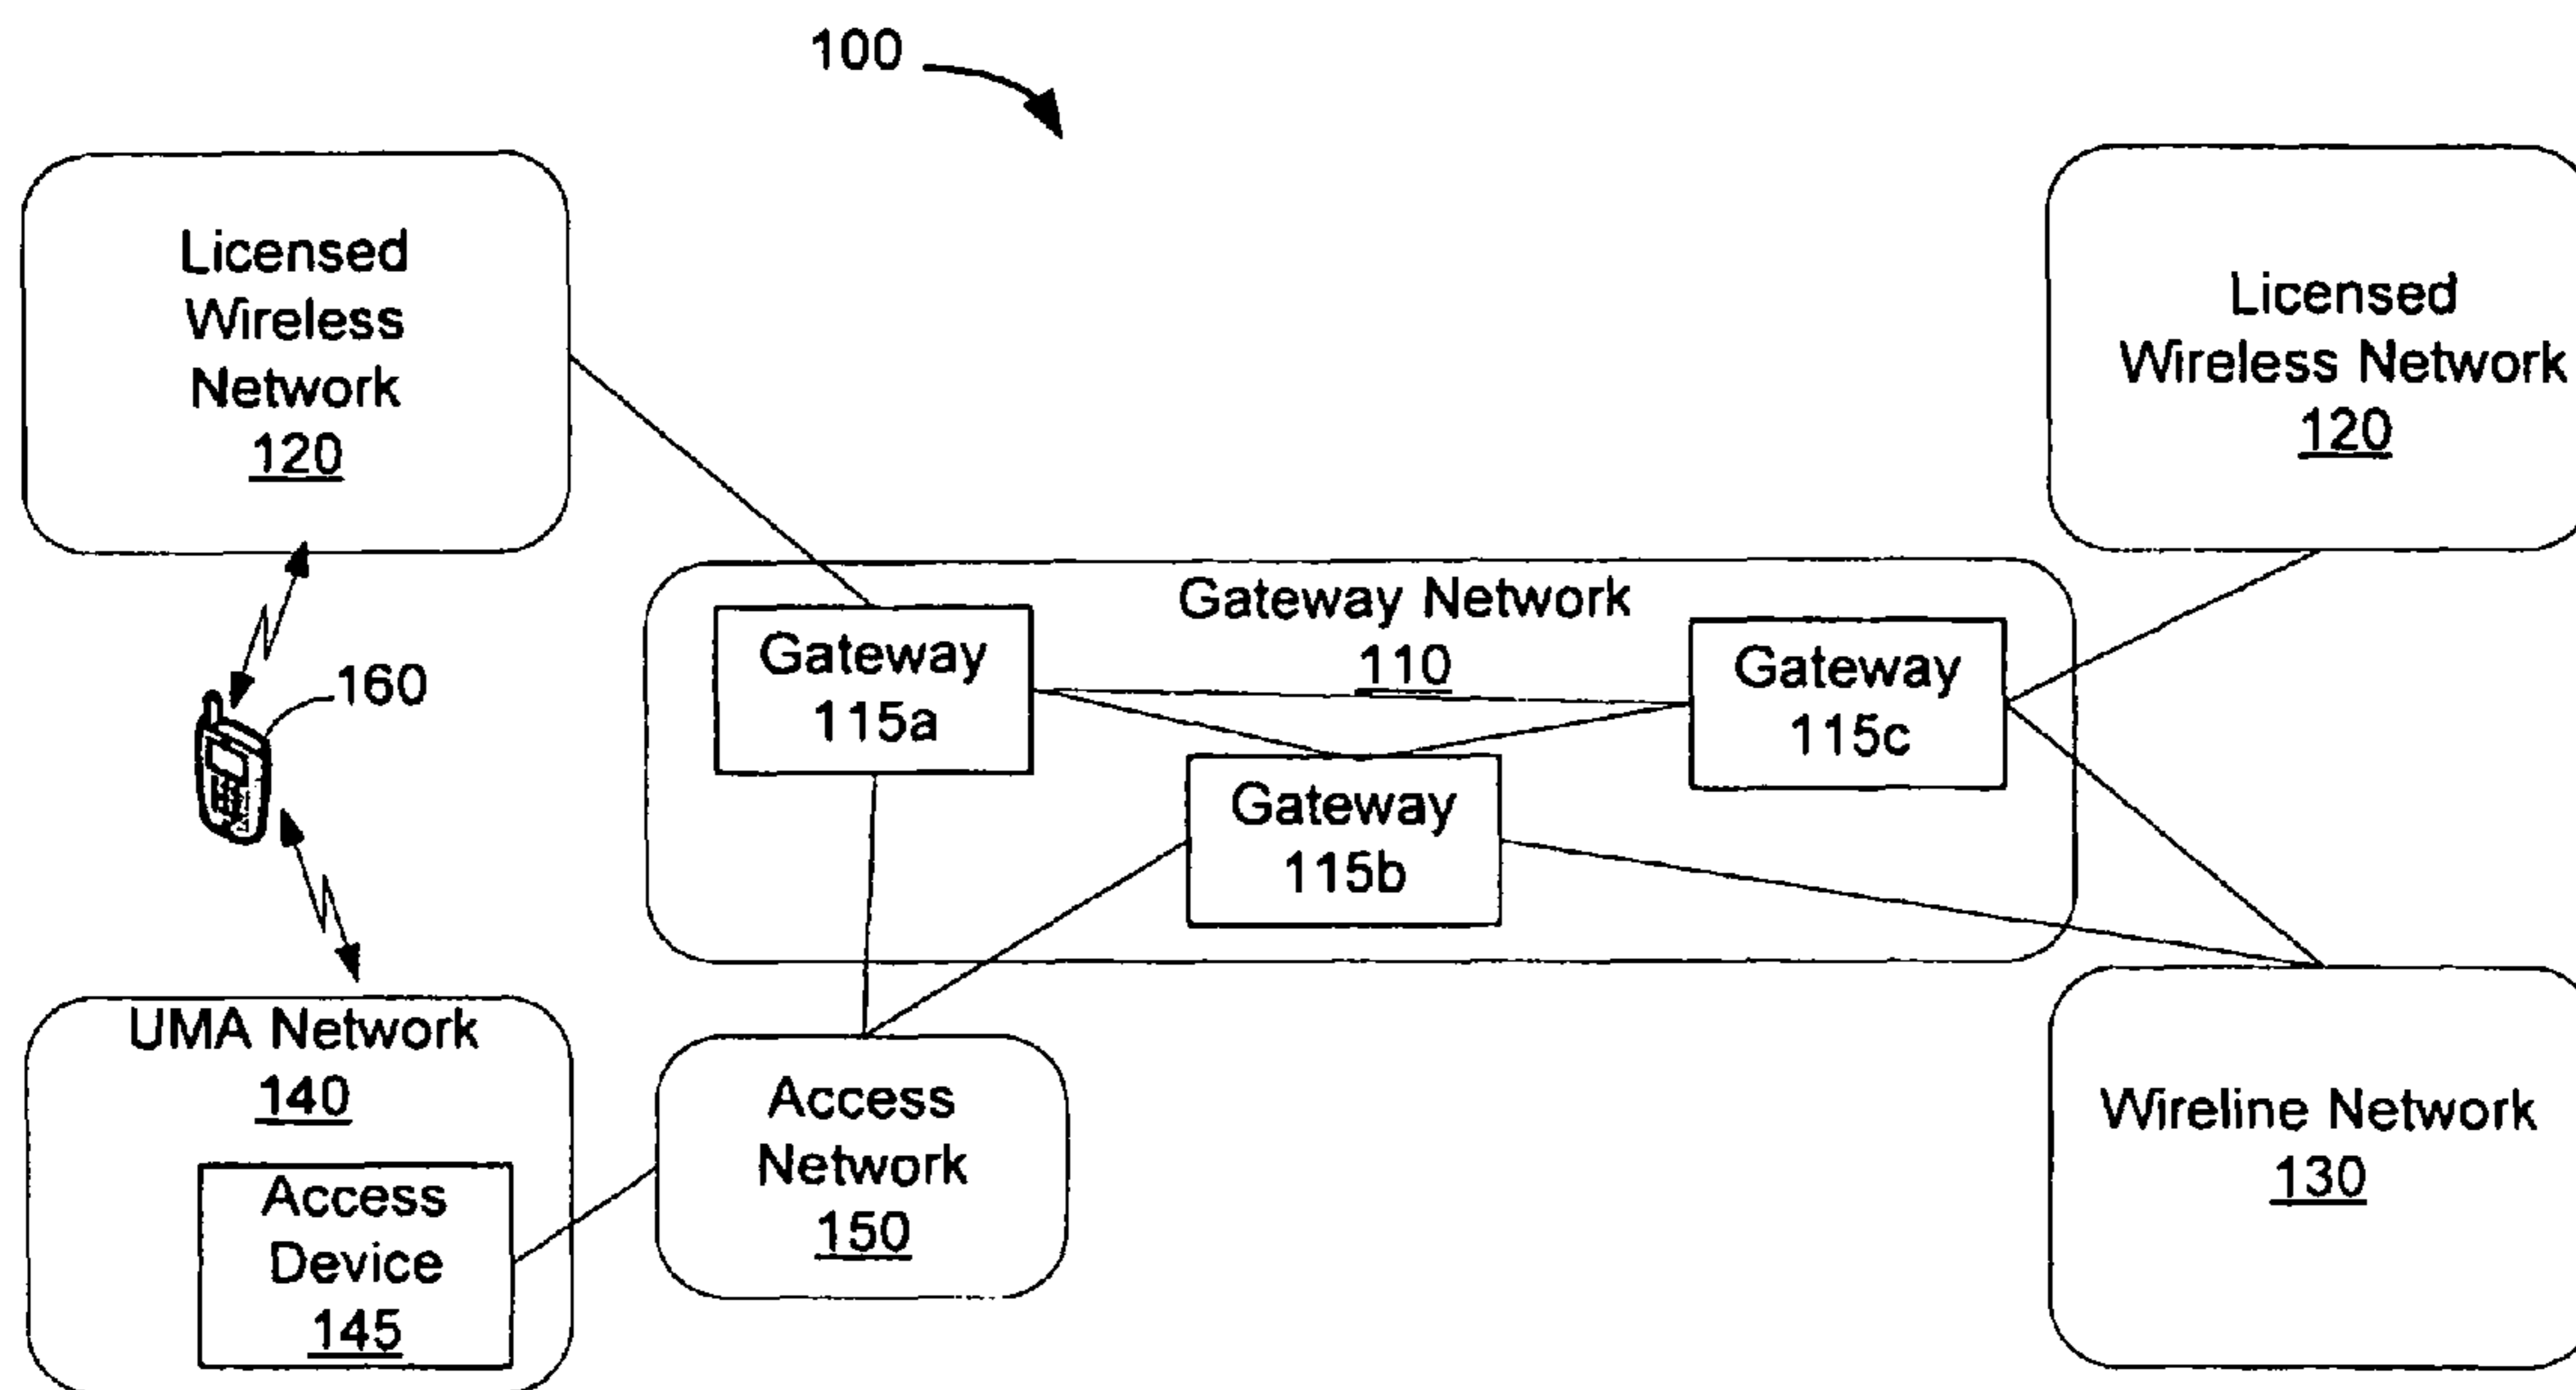 100
Licensed
Wireless
Network
120
Licensed
Wireless Network
120
Gateway Network
110
Gateway
115a
Gateway
115c
Gateway
115b
160
UMA Network
140
Access
Device
145
Access
Network
150
Wireline Network
130